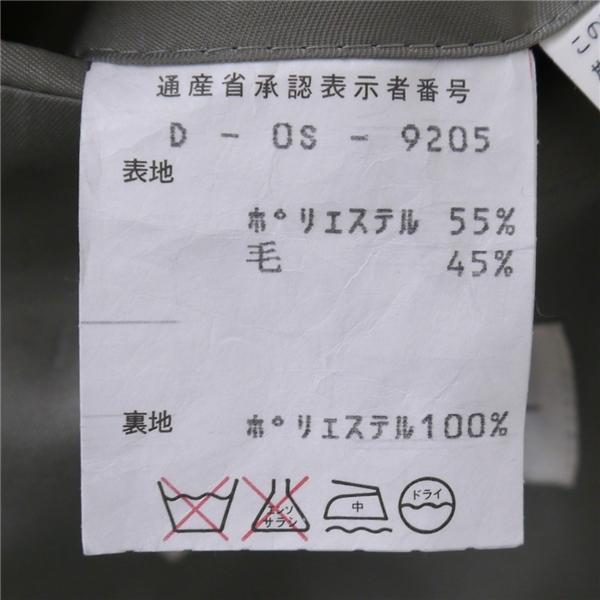 通産省承認表示者番号
D - OS - 9205
表地
ポリエステル 55%
毛 45%
裏地 ポリエステル100%
エンソ
サラシ
中
ドライ
この